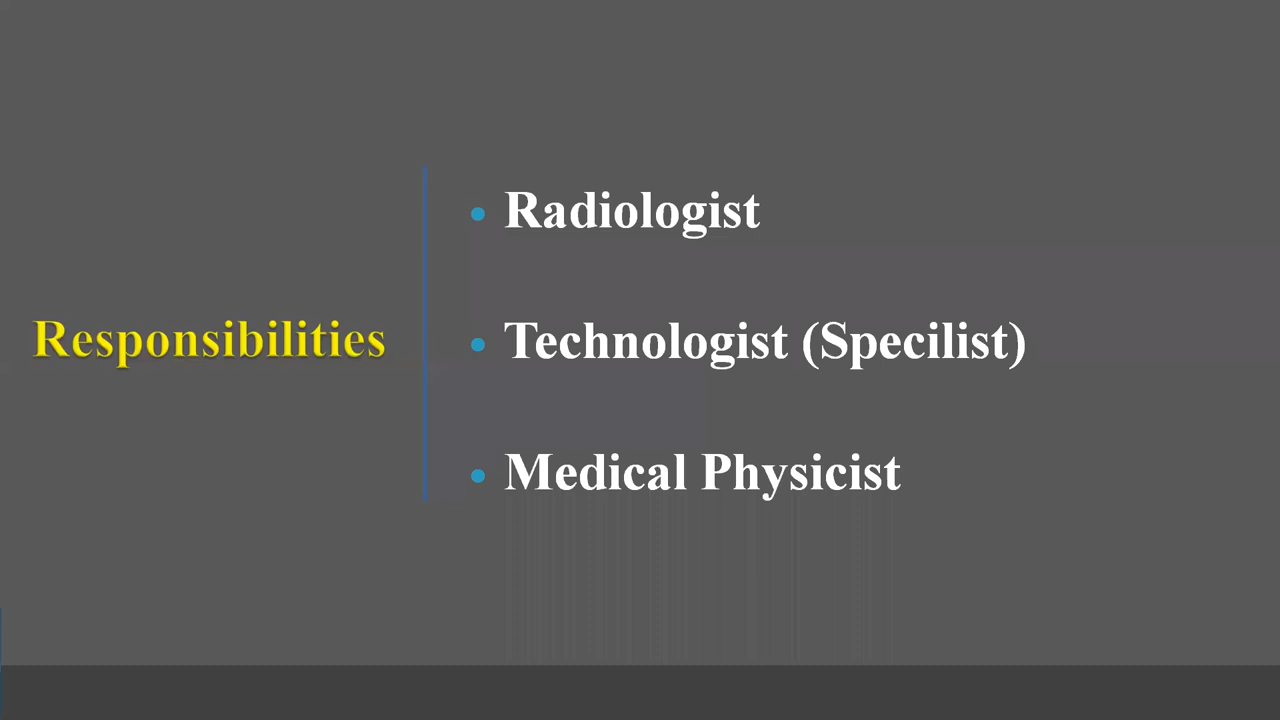 Responsibilities
• Radiologist
• Technologist (Specilist)
• Medical Physicist